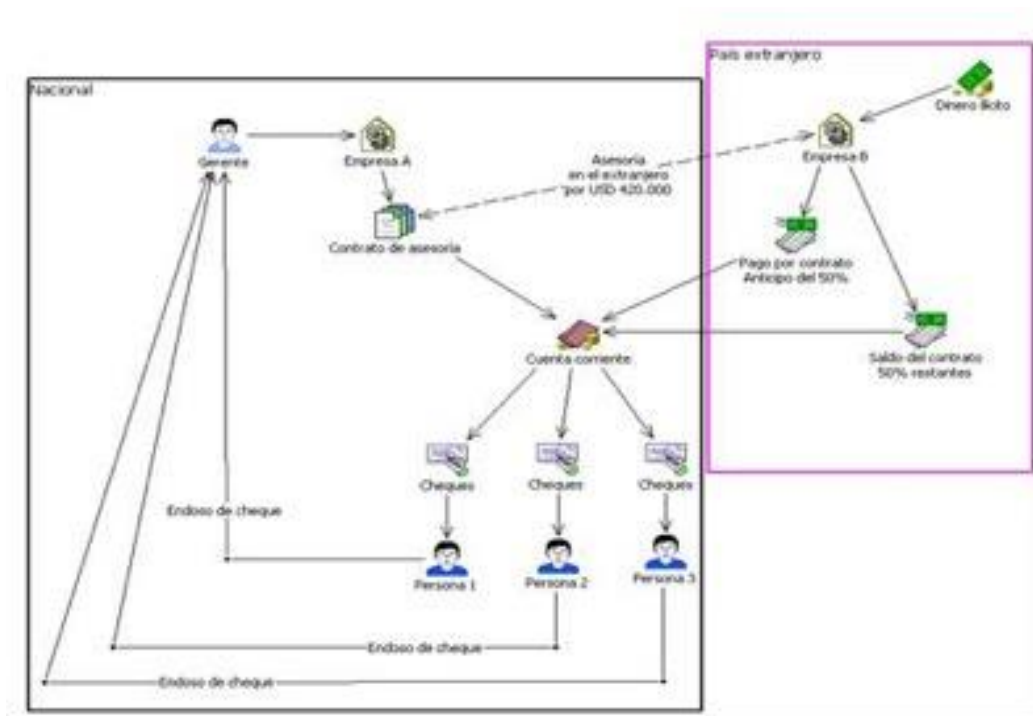 País extranjero
Nacional
Dinero ilícito
Gerente
Empresa A
Empresa B
Asesoría
en el extranjero
por USD 420.000
Contrato de asesoría
Pago por contrato
Anticipo del 50%
Cuenta corriente
Saldo del contrato
50% restantes
Cheques
Cheques
Cheques
Endoso de cheque
Persona 1
Persona 2
Persona 3
Endoso de cheque
Endoso de cheque